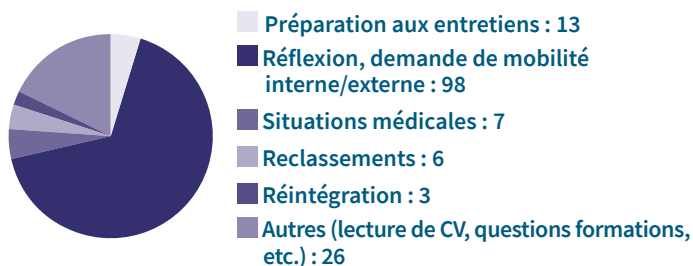 Préparation aux entretiens : 13
Réflexion, demande de mobilité
interne/externe : 98
Situations médicales : 7
Reclassements : 6
Réintégration : 3
Autres (lecture de CV, questions formations,
etc.) : 26